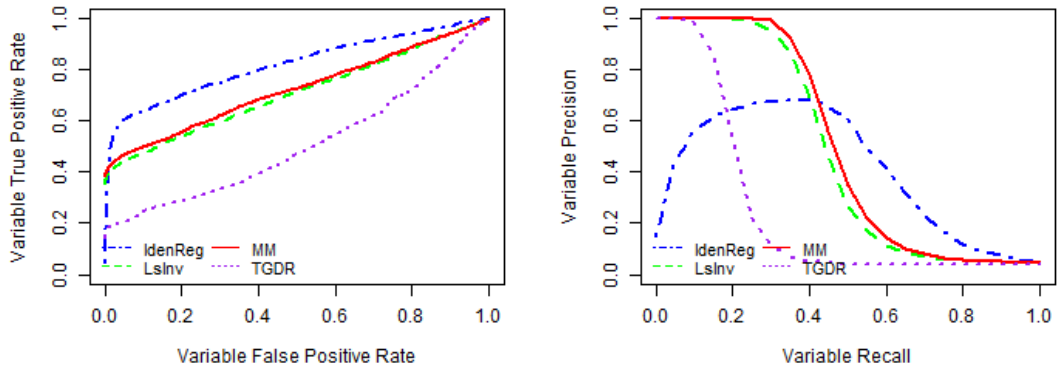 Variable True Positive Rate
1.0
0.8
0.6
0.4
0.2
0.0
IdenReg
MM
LsInv
TGDR
0.0 0.2 0.4 0.6 0.8 1.0
Variable False Positive Rate
Variable Precision
1.0
0.8
0.6
0.4
0.2
0.0
IdenReg
MM
LsInv
TGDR
0.0 0.2 0.4 0.6 0.8 1.0
Variable Recall